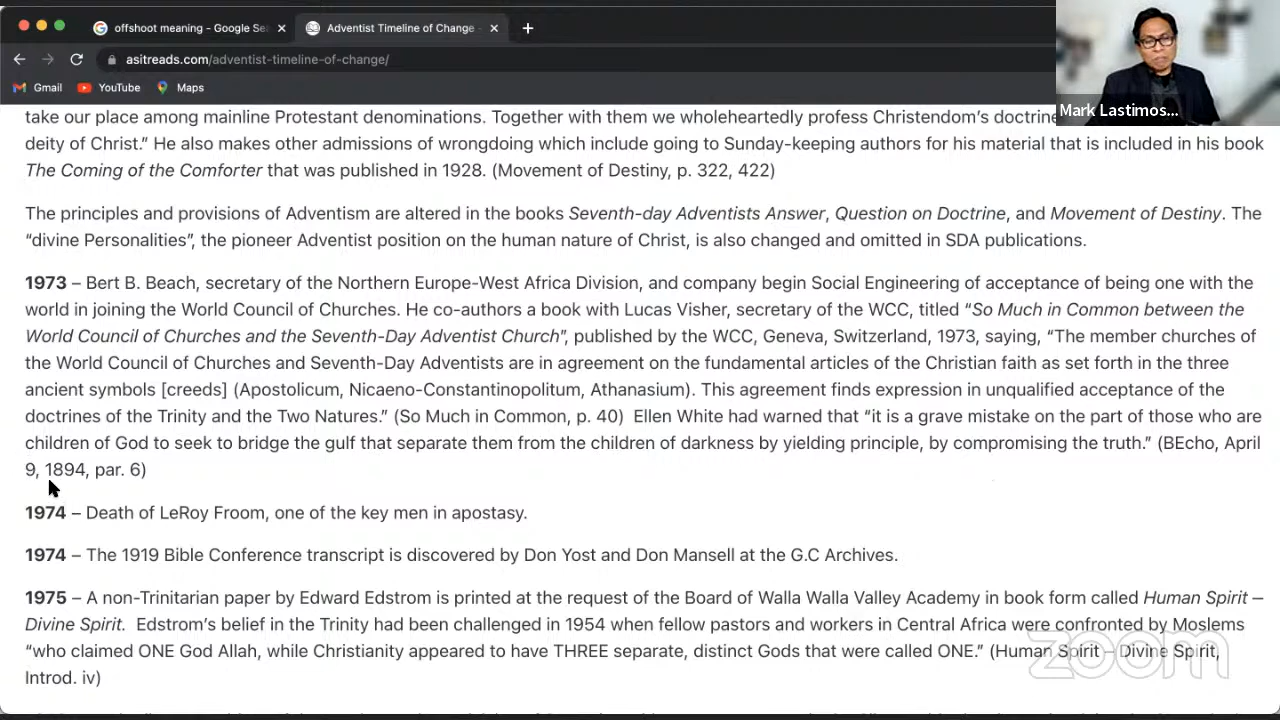 offshoot meaning - Google Se
Adventist Timeline of Change
asitreads.com/adventist-timeline-of-change/
Gmail YouTube Maps
Mark Lastimos...
take our place among mainline Protestant denominations. Together with them we wholeheartedly profess Christendom's doctrine
deity of Christ." He also makes other admissions of wrongdoing which include going to Sunday-keeping authors for his material that is included in his book
The Coming of the Comforter that was published in 1928. (Movement of Destiny, p. 322, 422)
The principles and provisions of Adventism are altered in the books Seventh-day Adventists Answer, Question on Doctrine, and Movement of Destiny. The
"divine Personalities", the pioneer Adventist position on the human nature of Christ, is also changed and omitted in SDA publications.
1973 – Bert B. Beach, secretary of the Northern Europe-West Africa Division, and company begin Social Engineering of acceptance of being one with the
world in joining the World Council of Churches. He co-authors a book with Lucas Visher, secretary of the WCC, titled "So Much in Common between the
World Council of Churches and the Seventh-Day Adventist Church", published by the WCC, Geneva, Switzerland, 1973, saying, "The member churches of
the World Council of Churches and Seventh-Day Adventists are in agreement on the fundamental articles of the Christian faith as set forth in the three
ancient symbols [creeds] (Apostolicum, Nicaeno-Constantinopolitum, Athanasium). This agreement finds expression in unqualified acceptance of the
doctrines of the Trinity and the Two Natures." (So Much in Common, p. 40) Ellen White had warned that "it is a grave mistake on the part of those who are
children of God to seek to bridge the gulf that separate them from the children of darkness by yielding principle, by compromising the truth." (BEcho, April
9, 1894, par. 6)
1974 – Death of LeRoy Froom, one of the key men in apostasy.
1974 – The 1919 Bible Conference transcript is discovered by Don Yost and Don Mansell at the G.C Archives.
1975 – A non-Trinitarian paper by Edward Edstrom is printed at the request of the Board of Walla Walla Valley Academy in book form called Human Spirit –
Divine Spirit. Edstrom's belief in the Trinity had been challenged in 1954 when fellow pastors and workers in Central Africa were confronted by Moslems
"who claimed ONE God Allah, while Christianity appeared to have THREE separate, distinct Gods that were called ONE." (Human Spirit – Divine Spirit,
Introd. iv)
zoom